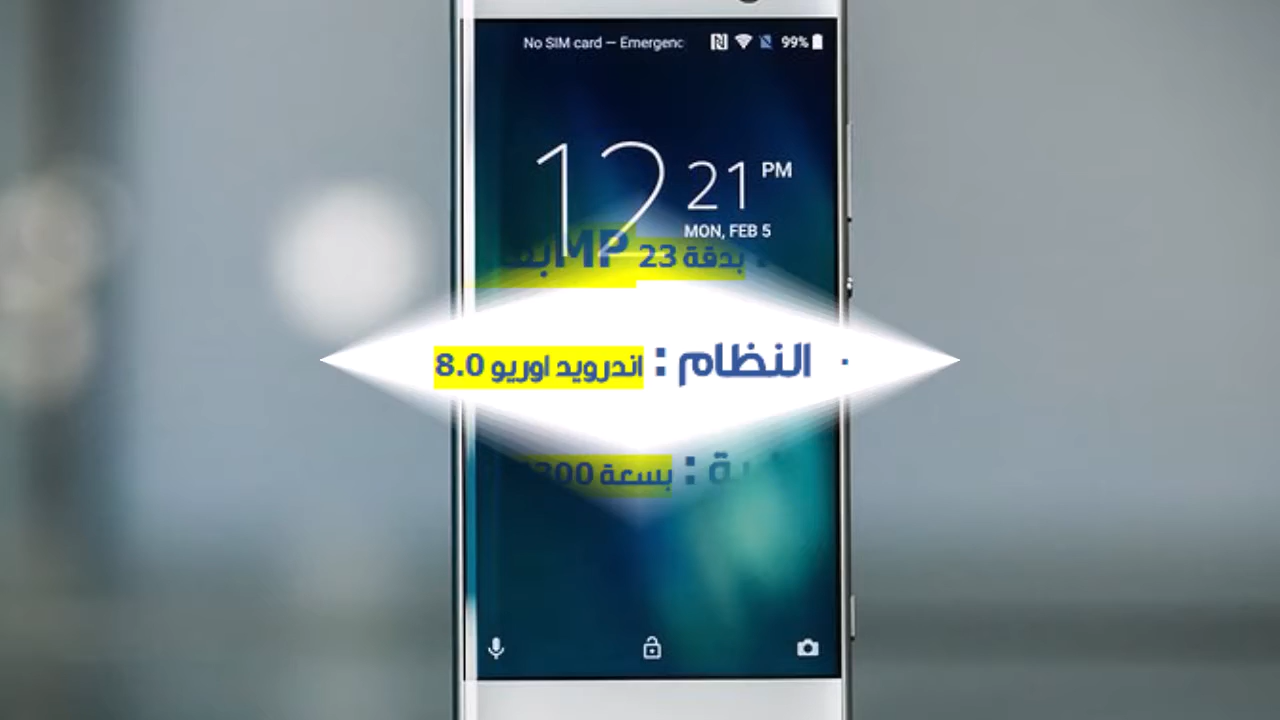 No SIM card — Emergenc 99%
12 21 PM
MON, FEB 5
بدقة 23 MP
النظام : اندرويد اوريو 8.0
: بسعة